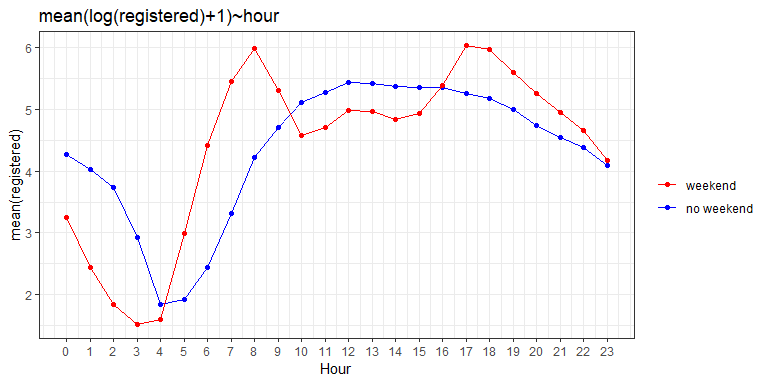 mean(log(registered)+1)~hour
mean(registered)
6
5
4
3
2
0 1 2 3 4 5 6 7 8 9 10 11 12 13 14 15 16 17 18 19 20 21 22 23
Hour
weekend
no weekend